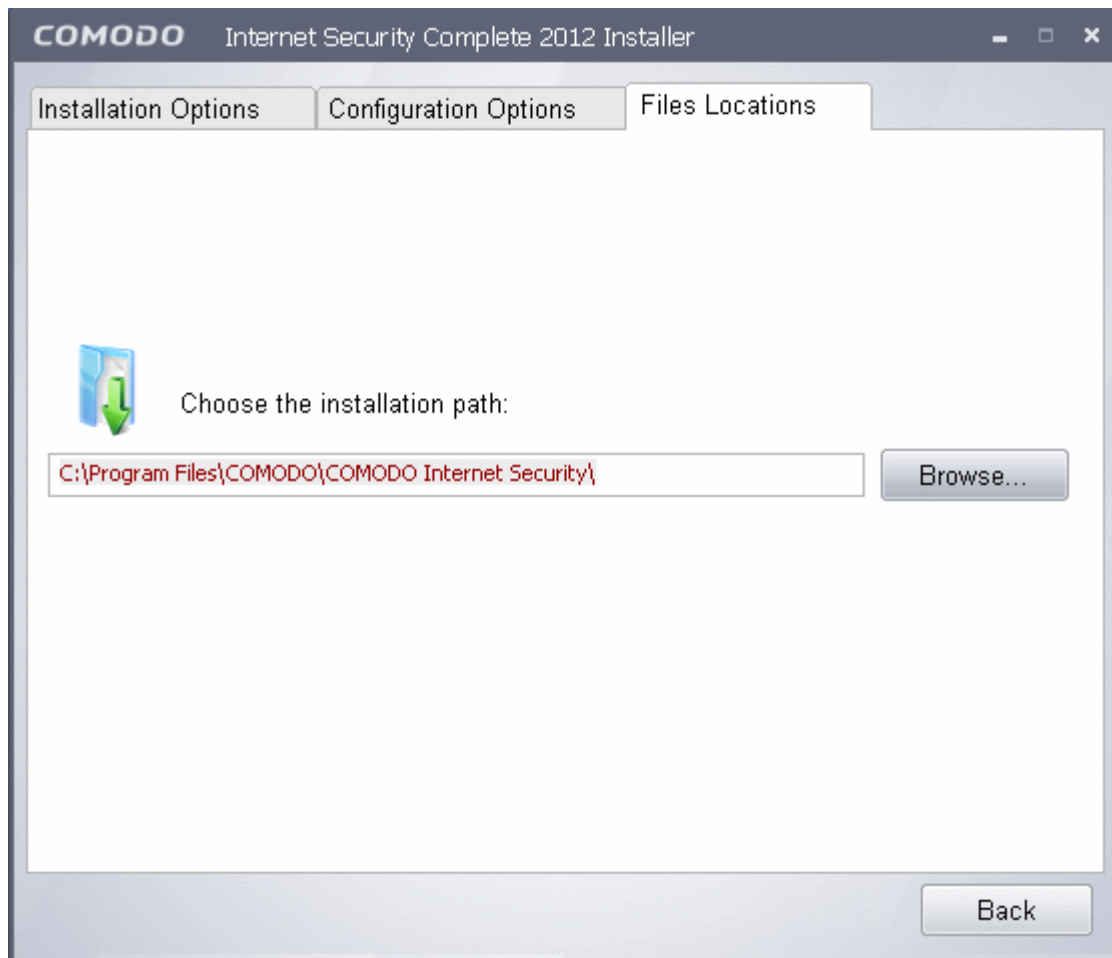 COMODO Internet Security Complete 2012 Installer
Installation Options Configuration Options Files Locations
Choose the installation path:
C:\Program Files\COMODO\COMODO Internet Security\ Browse...
Back